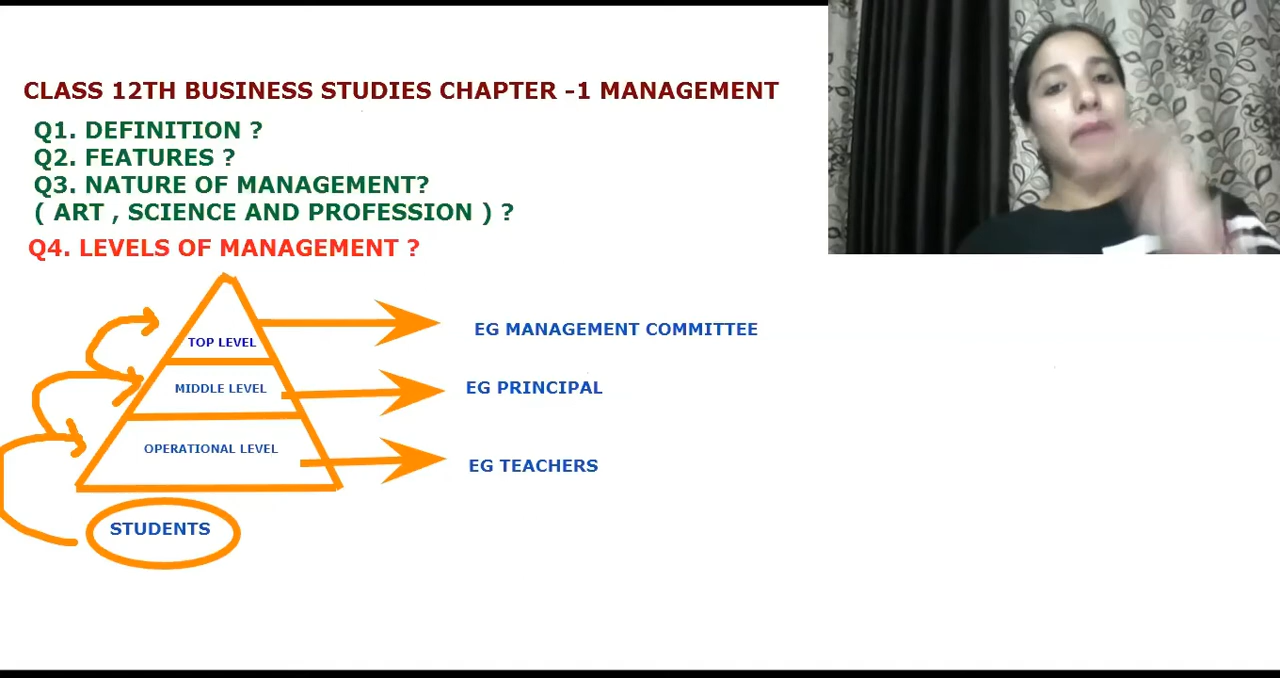 CLASS 12TH BUSINESS STUDIES CHAPTER -1 MANAGEMENT
Q1. DEFINITION ?
Q2. FEATURES ?
Q3. NATURE OF MANAGEMENT?
( ART , SCIENCE AND PROFESSION ) ?
Q4. LEVELS OF MANAGEMENT ?
TOP LEVEL
EG MANAGEMENT COMMITTEE
MIDDLE LEVEL
EG PRINCIPAL
OPERATIONAL LEVEL
EG TEACHERS
STUDENTS